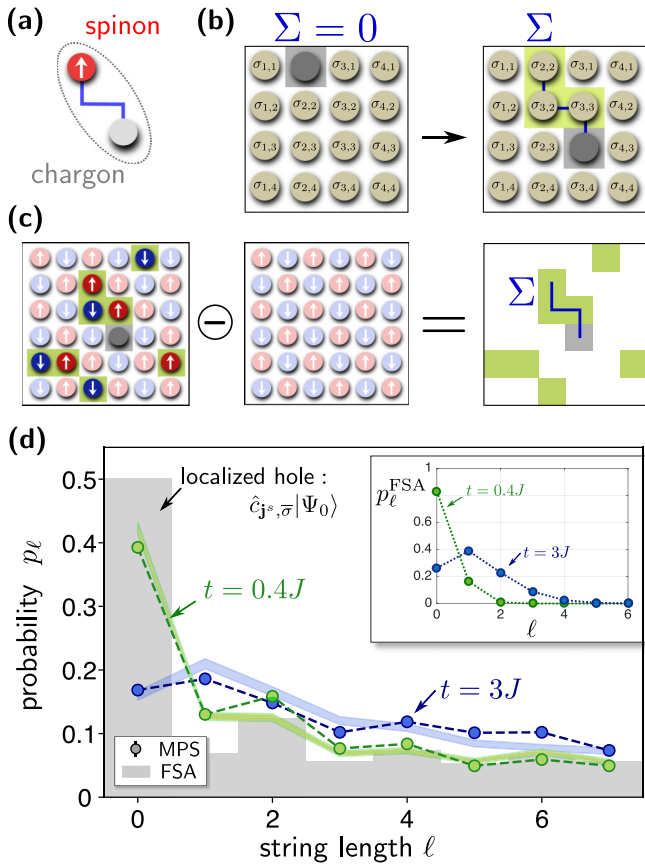 (a)
spinon
chargon
(b)
Σ = 0
σ1,1 σ3,1 σ4,1
σ1,2 σ2,2 σ3,2 σ4,2
σ1,3 σ2,3 σ3,3 σ4,3
σ1,4 σ2,4 σ3,4 σ4,4
Σ
σ1,1 σ2,2 σ3,1 σ4,1
σ1,2 σ3,2 σ3,3 σ4,2
σ1,3 σ2,3 σ4,3
σ1,4 σ2,4 σ3,4 σ4,4
(c)
−
=
Σ
(d)
probability pℓ
0.5
0.4
0.3
0.2
0.1
0
localized hole :
ĉ_{j^s,σ̅}|Ψ0⟩
t = 0.4J
t = 3J
MPS
FSA
0 2 4 6
string length ℓ
pℓ^FSA
1
0.8
0.6
0.4
0.2
0
t = 0.4J
t = 3J
0 2 4 6
ℓ